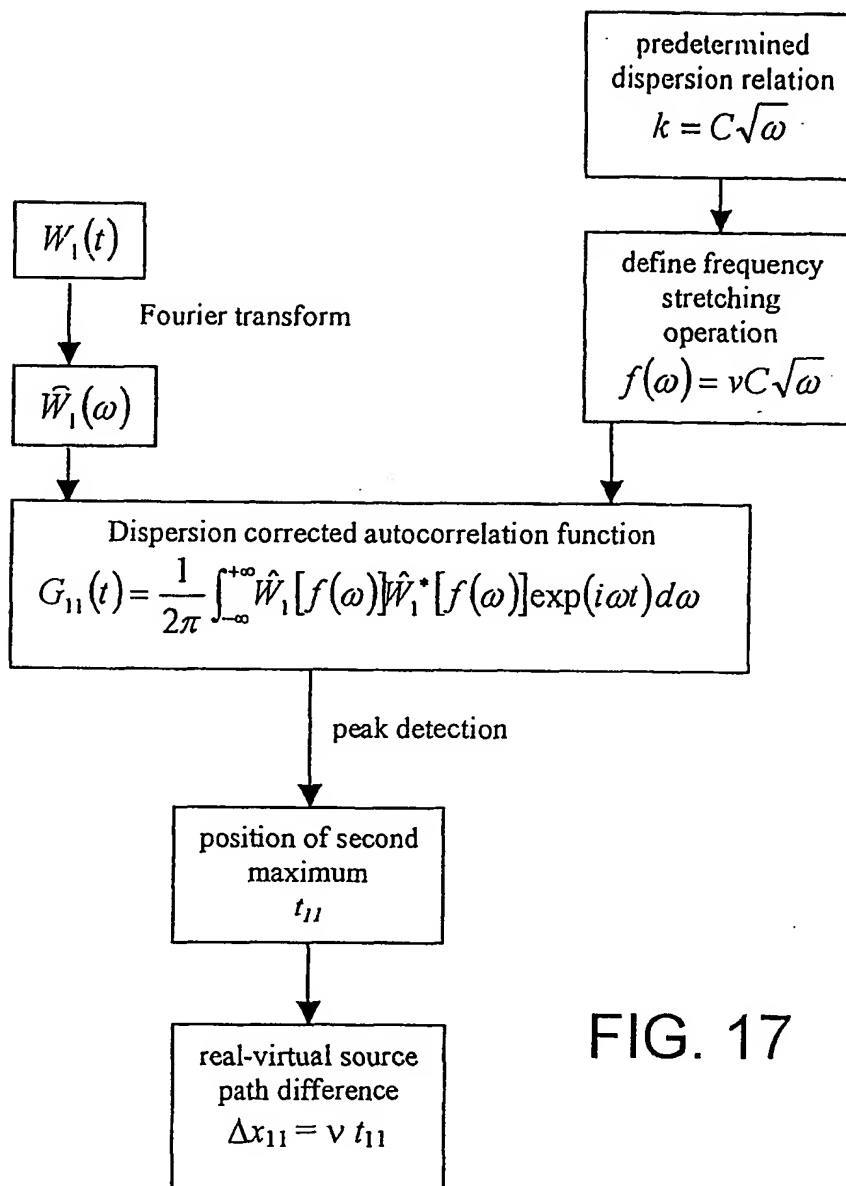 predetermined
dispersion relation
k = C√ω
W₁(t)
Fourier transform
Ŵ₁(ω)
define frequency
stretching
operation
f(ω) = νC√ω
Dispersion corrected autocorrelation function
G₁₁(t) = 1/2π ∫₋∞⁺∞ Ŵ₁[f(ω)]Ŵ₁*[f(ω)]exp(iωt)dω
peak detection
position of second
maximum
t₁₁
real-virtual source
path difference
Δx₁₁ = ν t₁₁
FIG. 17